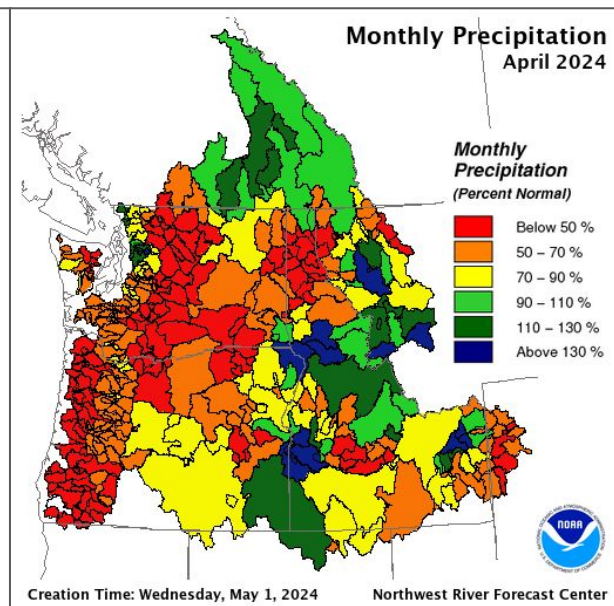 Monthly Precipitation
April 2024
Monthly
Precipitation
(Percent Normal)
Below 50 %
50 – 70 %
70 – 90 %
90 – 110 %
110 – 130 %
Above 130 %
NOAA
Creation Time: Wednesday, May 1, 2024
Northwest River Forecast Center